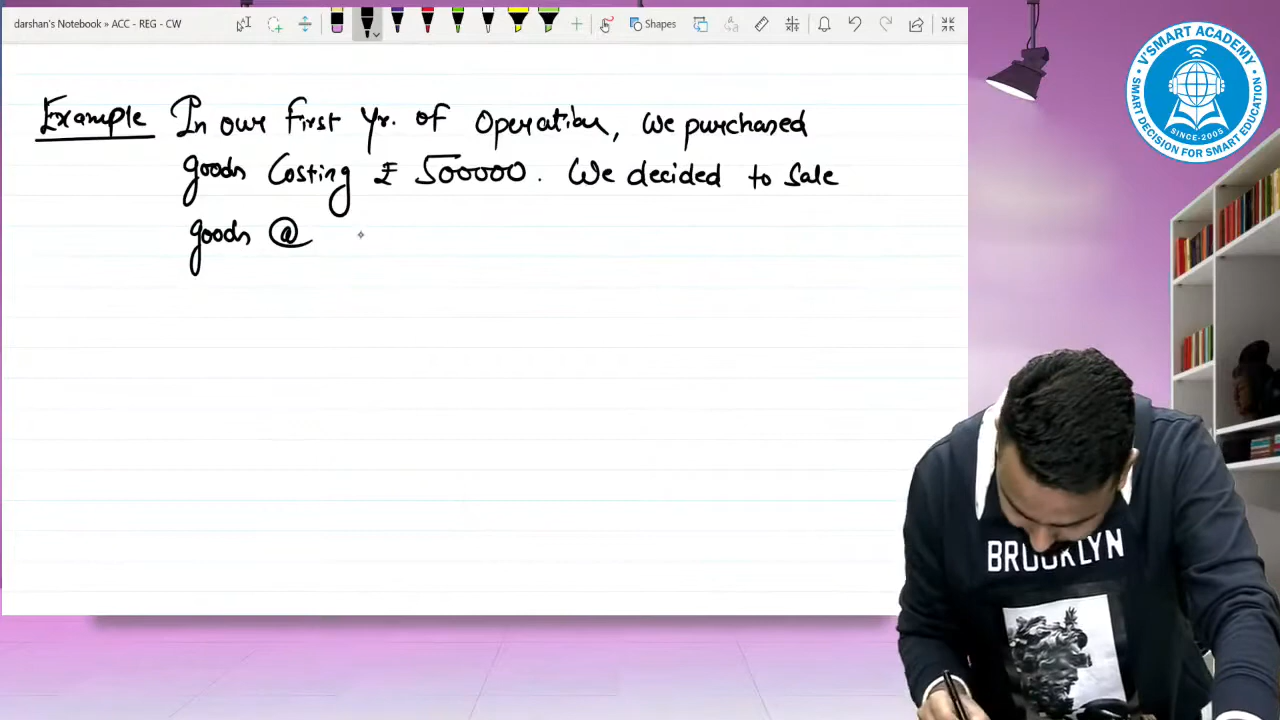 darshan's Notebook » ACC - REG - CW
Shapes
Example In our first yr. of Operation, We purchased
goods Costing ₹ 500000. We decided to Sale
goods @
V'SMART ACADEMY
SINCE-2005
SMART DECISION FOR SMART EDUCATION
BROOKLYN